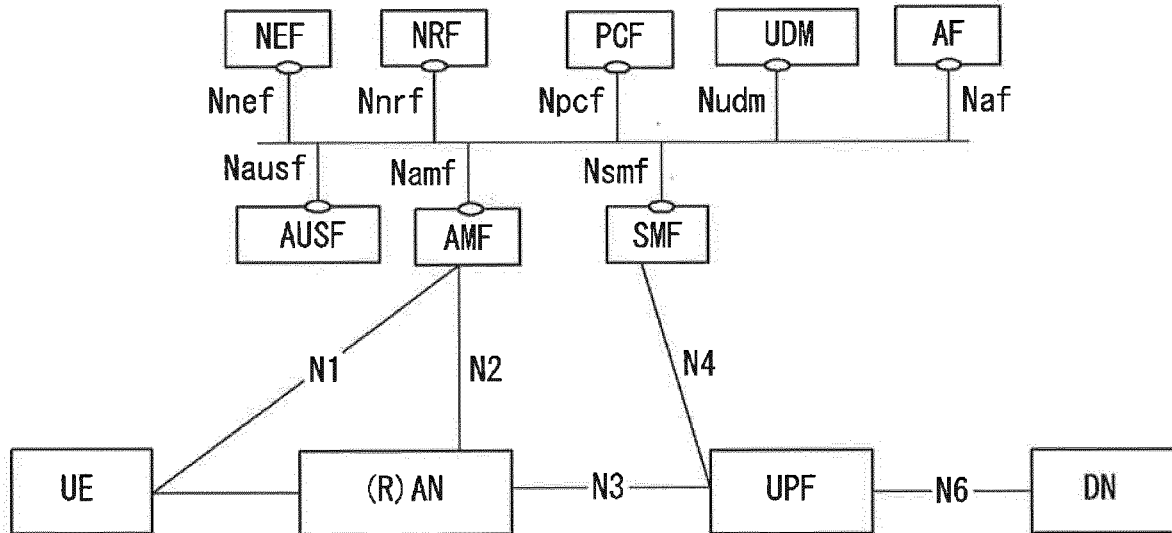 NEF NRF PCF UDM AF
Nnef Nnrf Npcf Nudm Naf
Nausf Namf Nsmf
AUSF AMF SMF
N1 N2 N4
UE (R)AN N3 UPF N6 DN